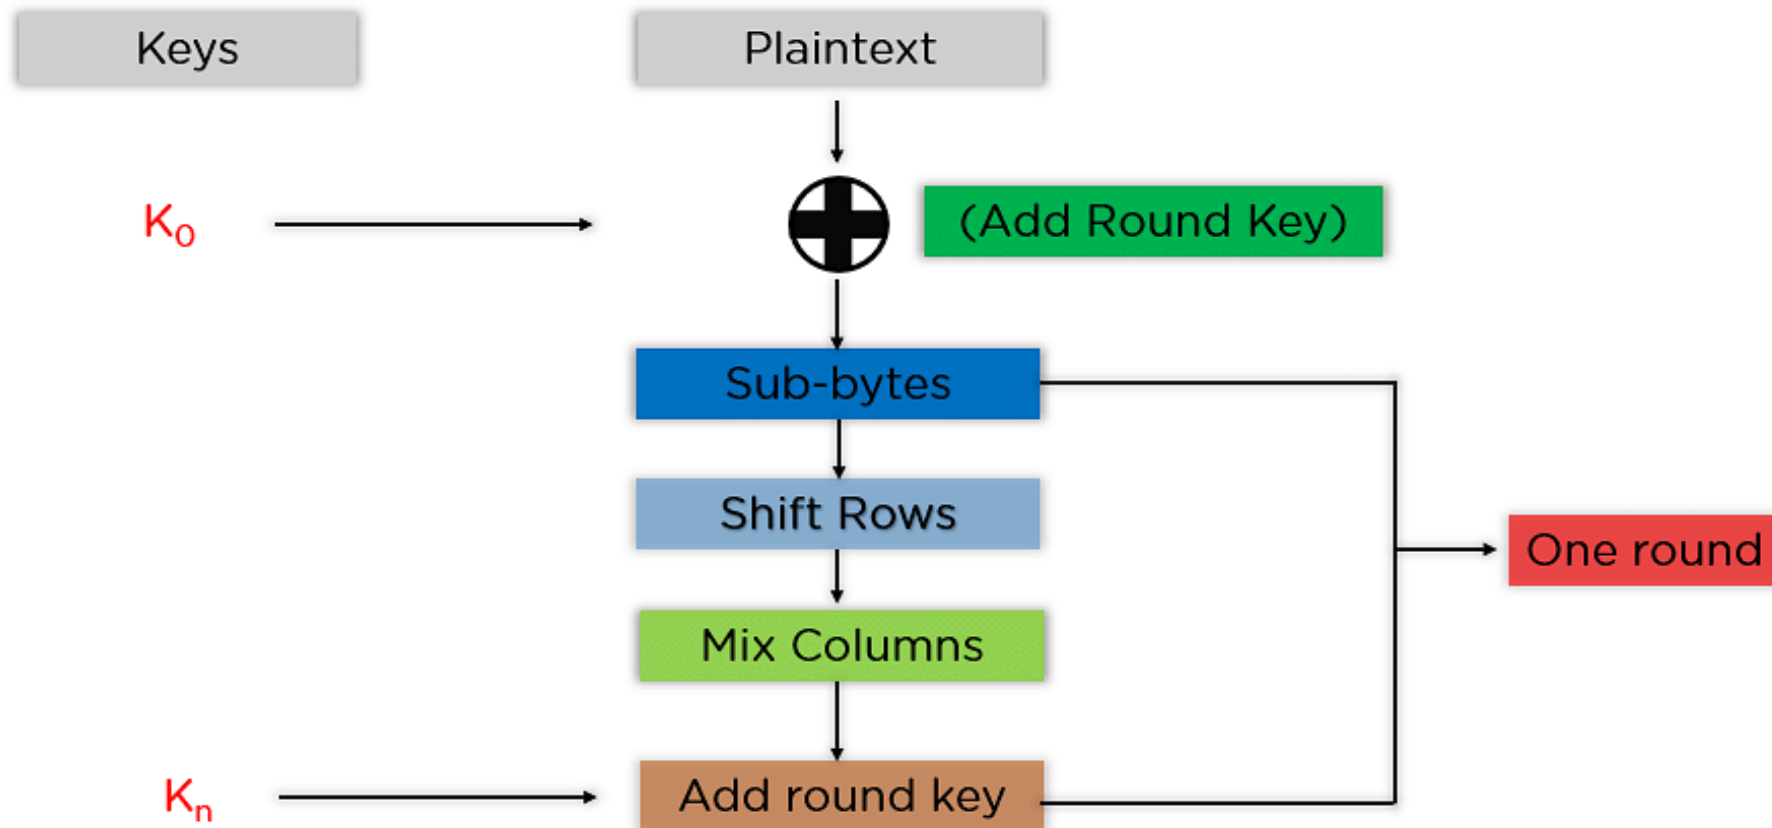 Keys
Plaintext
K₀
(Add Round Key)
Sub-bytes
Shift Rows
One round
Mix Columns
Kₙ
Add round key